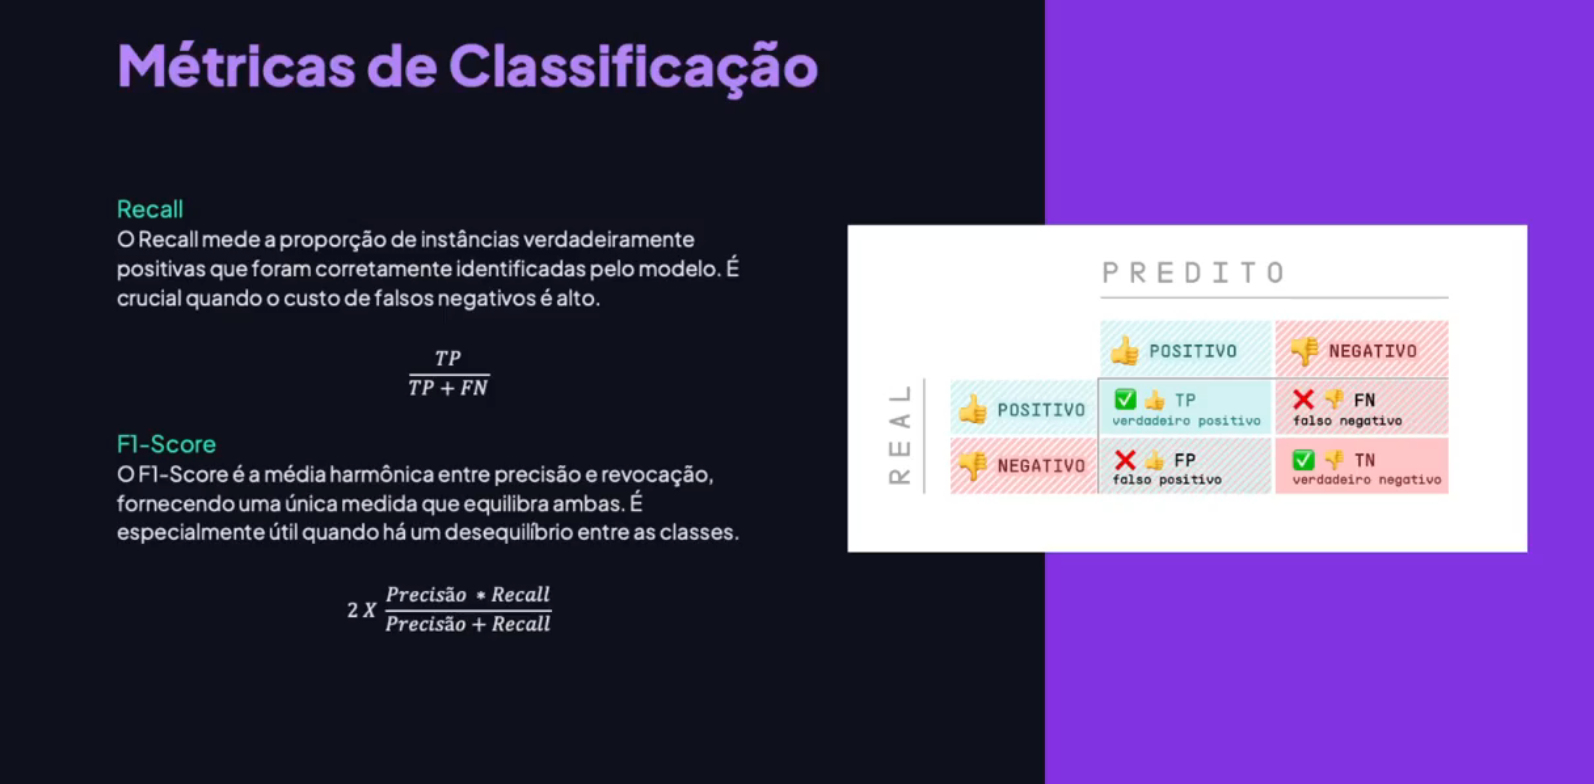 Métricas de Classificação
Recall
O Recall mede a proporção de instâncias verdadeiramente
positivas que foram corretamente identificadas pelo modelo. É
crucial quando o custo de falsos negativos é alto.
TP
TP + FN
F1-Score
O F1-Score é a média harmônica entre precisão e revocação,
fornecendo uma única medida que equilibra ambas. É
especialmente útil quando há um desequilíbrio entre as classes.
2 X Precisão * Recall
Precisão + Recall
PREDITO
👍 POSITIVO 👎 NEGATIVO
REAL
👍 POSITIVO ✅ 👍 TP ❌ 👎 FN
verdadeiro positivo falso negativo
👎 NEGATIVO ❌ 👍 FP ✅ 👎 TN
falso positivo verdadeiro negativo